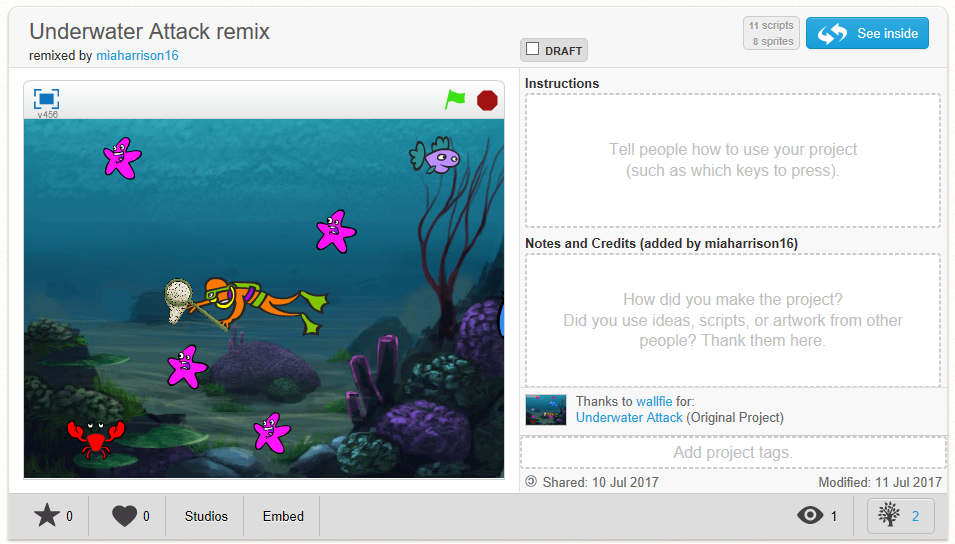 Underwater Attack remix
remixed by miaharrison16
DRAFT
11 scripts
8 sprites
See inside
v456
Instructions
Tell people how to use your project
(such as which keys to press).
Notes and Credits (added by miaharrison16)
How did you make the project?
Did you use ideas, scripts, or artwork from other
people? Thank them here.
Thanks to wallfie for:
Underwater Attack (Original Project)
Add project tags.
Shared: 10 Jul 2017 Modified: 11 Jul 2017
0 0 Studios Embed 1 2